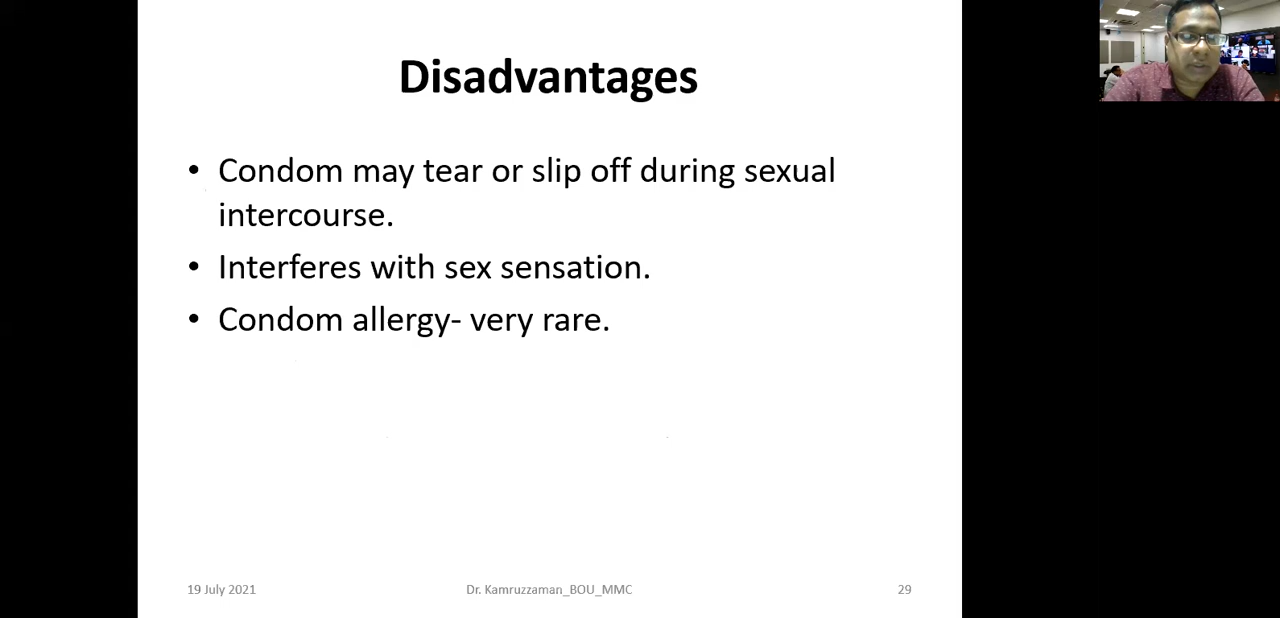 Disadvantages
• Condom may tear or slip off during sexual
intercourse.
• Interferes with sex sensation.
• Condom allergy- very rare.
19 July 2021
Dr. Kamruzzaman_BOU_MMC
29